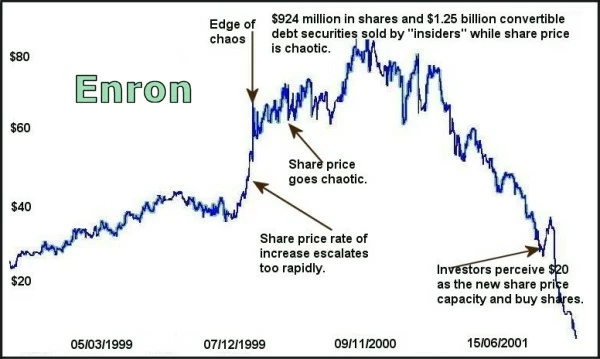 Edge of
chaos
$924 million in shares and $1.25 billion convertible
debt securities sold by "insiders" while share price
is chaotic.
$80
Enron
$60
Share price
goes chaotic.
$40
Share price rate of
increase escalates
too rapidly.
Investors perceive $20
as the new share price
capacity and buy shares.
$20
05/03/1999
07/12/1999
09/11/2000
15/06/2001